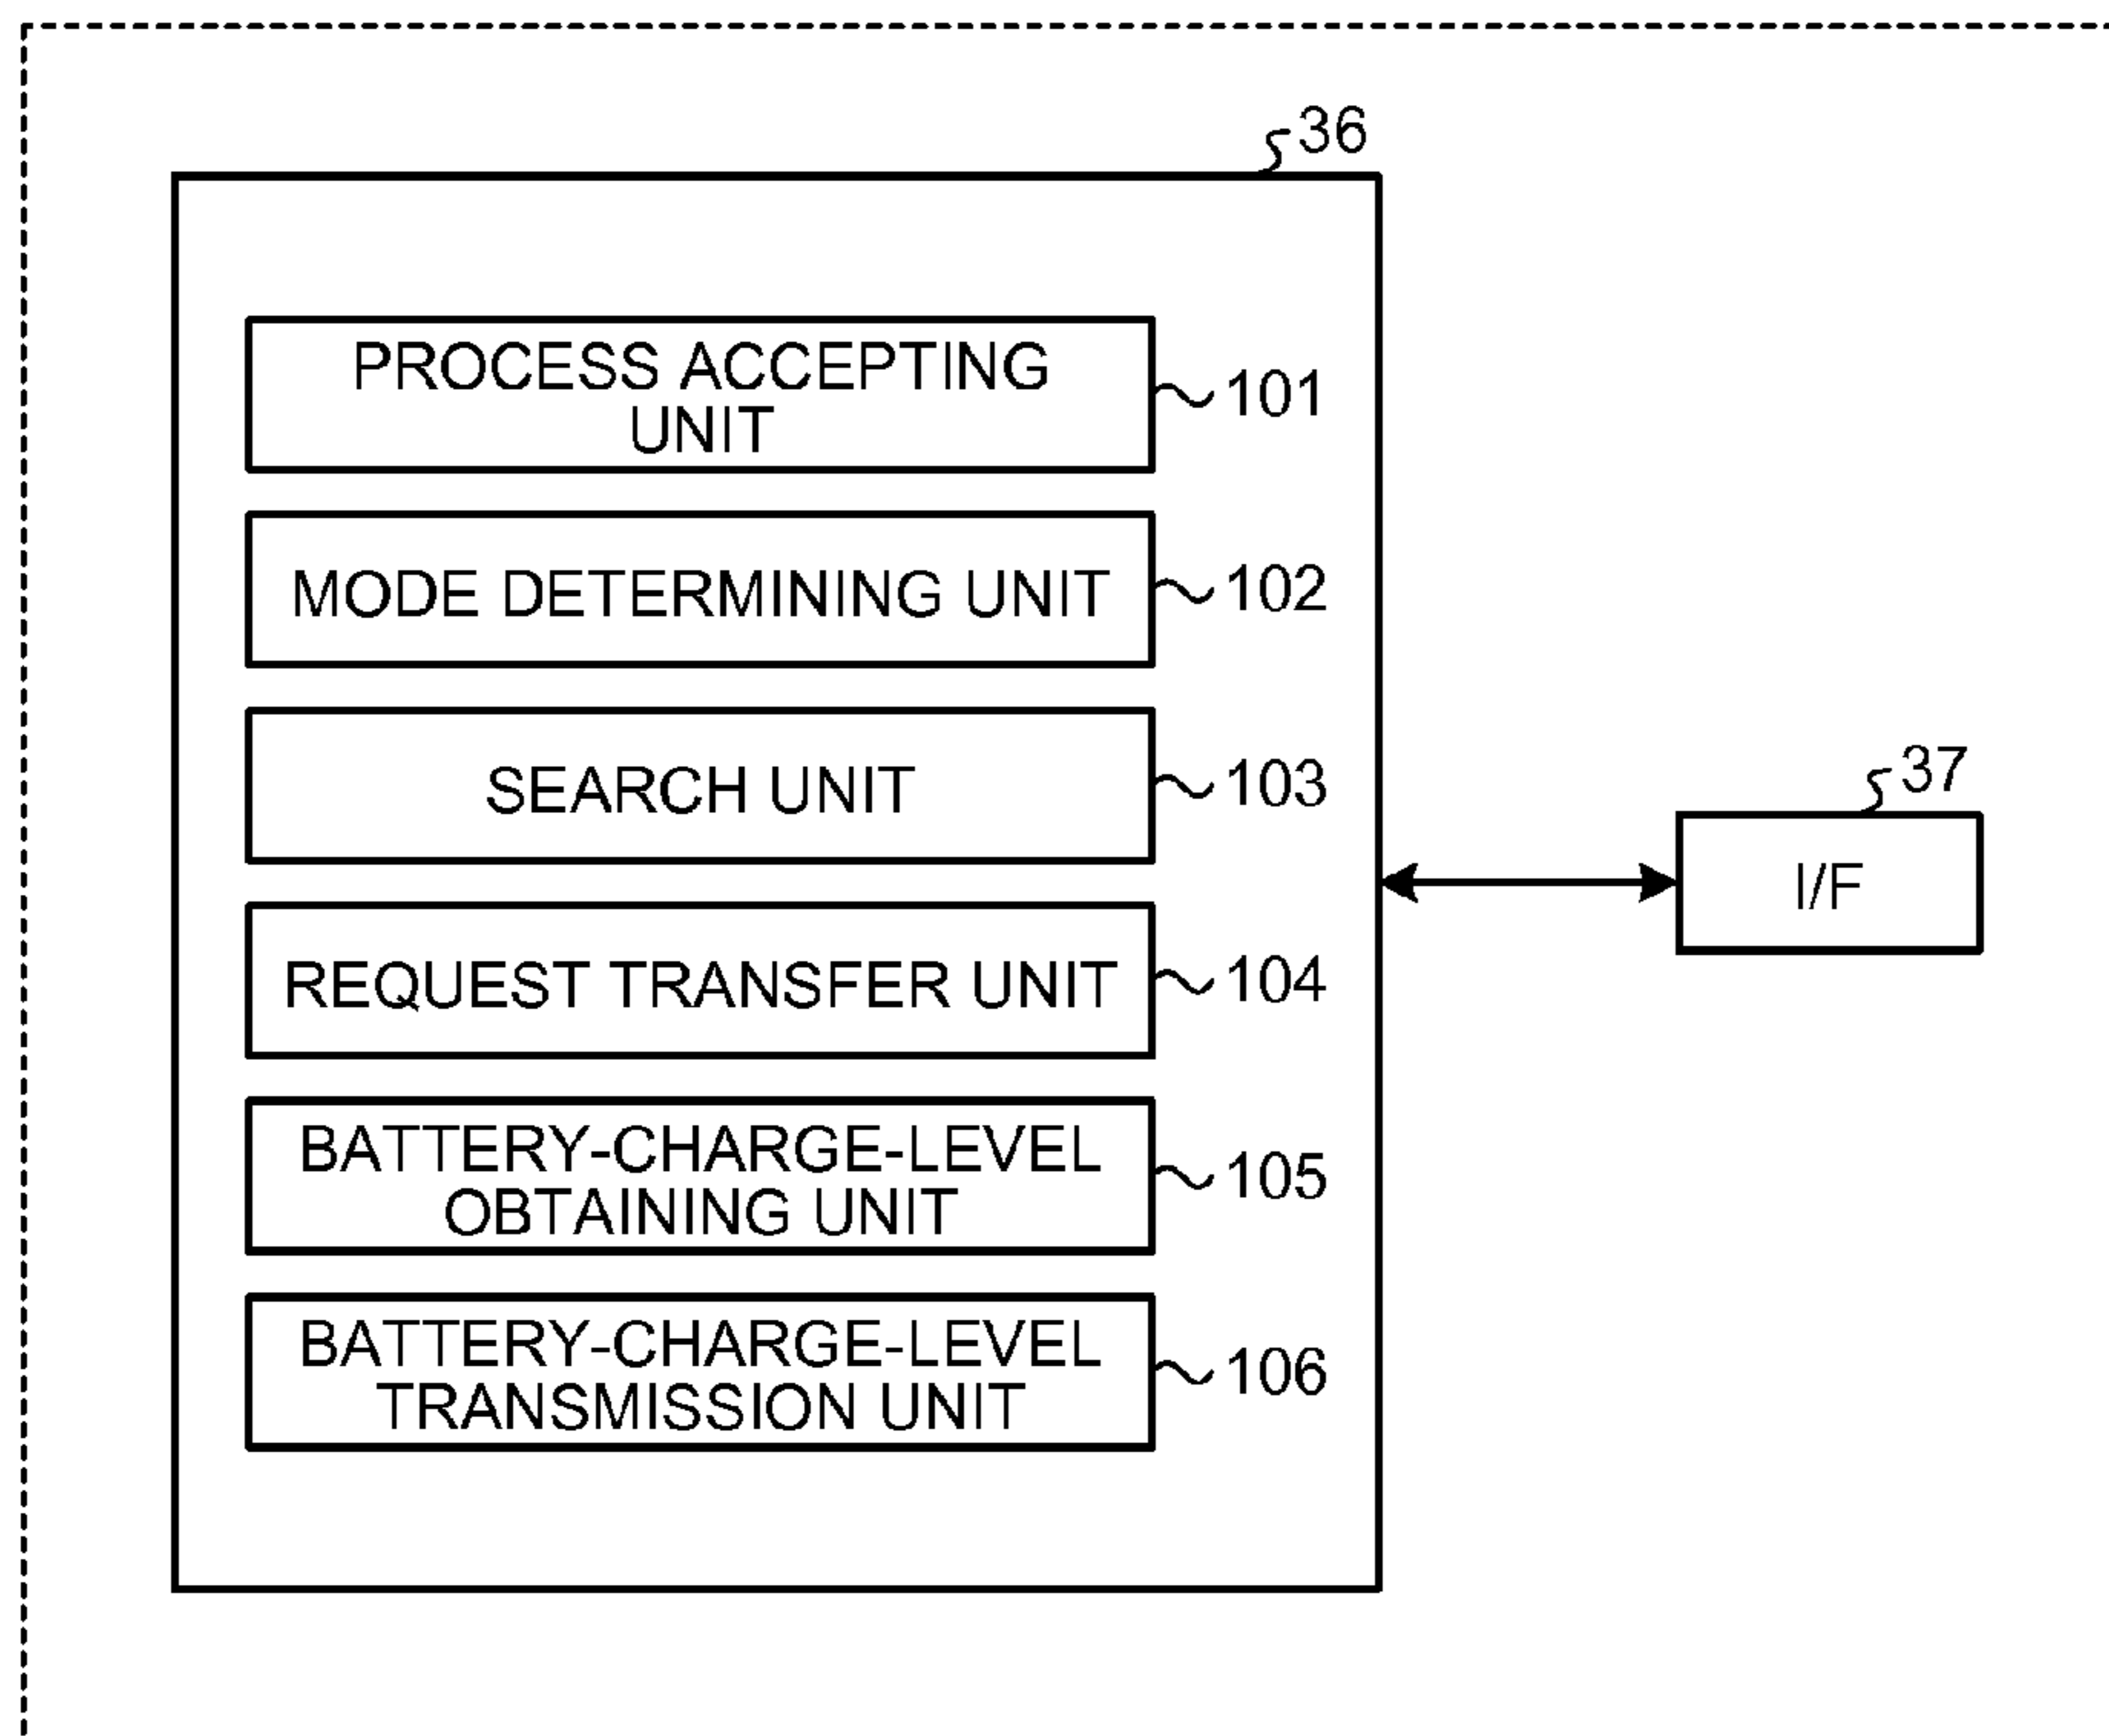 36
PROCESS ACCEPTING
UNIT
101
MODE DETERMINING UNIT
102
SEARCH UNIT
103
37
I/F
REQUEST TRANSFER UNIT
104
BATTERY-CHARGE-LEVEL
OBTAINING UNIT
105
BATTERY-CHARGE-LEVEL
TRANSMISSION UNIT
106